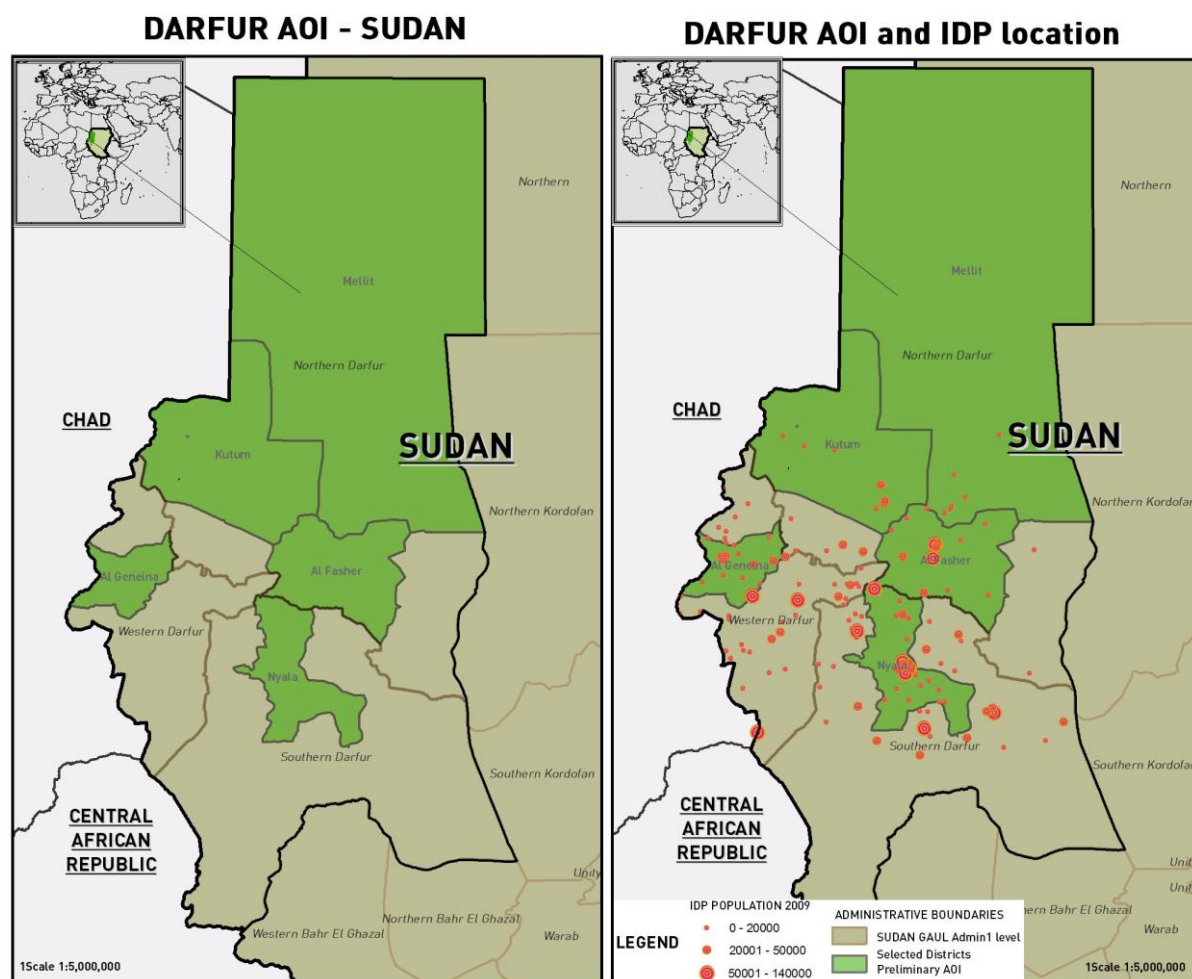 DARFUR AOI - SUDAN
Northern
Mellit
Northern Darfur
CHAD
SUDAN
Kutum
Northern Kordofan
Al Geneina
Al Fasher
Western Darfur
Nyala
Southern Darfur
Southern Kordofan
CENTRAL
AFRICAN
REPUBLIC
Unity
Northern Bahr El Ghazal
Western Bahr El Ghazal
Warab
1Scale 1:5,000,000
DARFUR AOI and IDP location
Northern
Mellit
Northern Darfur
CHAD
SUDAN
Kutum
Northern Kordofan
Al Geneina
Al Fasher
Western Darfur
Nyala
Southern Darfur
Southern Kordofan
CENTRAL
AFRICAN
REPUBLIC
Unity
Unity
Northern Bahr El Ghazal
Warab
LEGEND
IDP POPULATION 2009
0 - 20000
20001 - 50000
50001 - 140000
ADMINISTRATIVE BOUNDARIES
SUDAN GAUL Admin1 level
Selected Districts
Preliminary AOI
1Scale 1:5,000,000